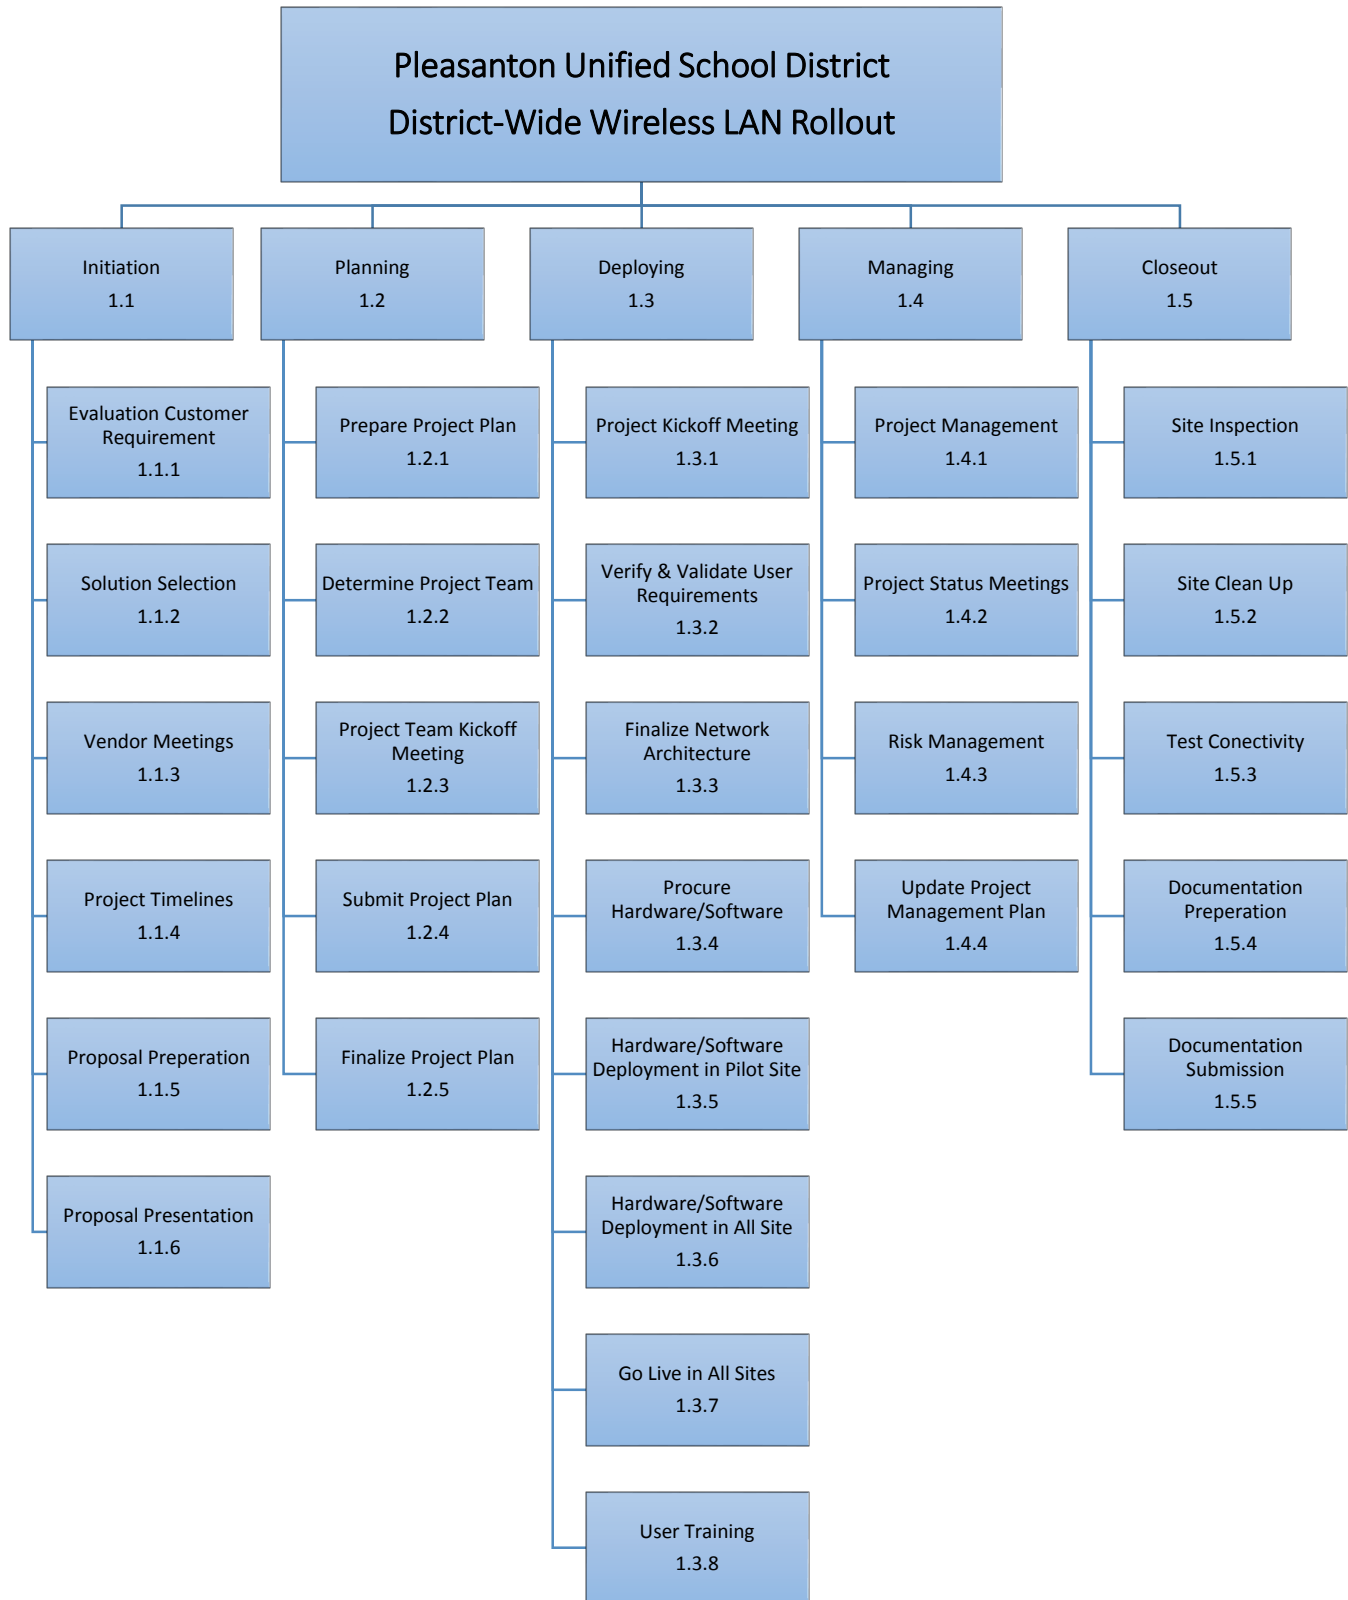 Pleasanton Unified School District
District-Wide Wireless LAN Rollout
Initiation
1.1
Evaluation Customer
Requirement
1.1.1
Solution Selection
1.1.2
Vendor Meetings
1.1.3
Project Timelines
1.1.4
Proposal Preperation
1.1.5
Proposal Presentation
1.1.6
Planning
1.2
Prepare Project Plan
1.2.1
Determine Project Team
1.2.2
Project Team Kickoff
Meeting
1.2.3
Submit Project Plan
1.2.4
Finalize Project Plan
1.2.5
Deploying
1.3
Project Kickoff Meeting
1.3.1
Verify & Validate User
Requirements
1.3.2
Finalize Network
Architecture
1.3.3
Procure
Hardware/Software
1.3.4
Hardware/Software
Deployment in Pilot Site
1.3.5
Hardware/Software
Deployment in All Site
1.3.6
Go Live in All Sites
1.3.7
User Training
1.3.8
Managing
1.4
Project Management
1.4.1
Project Status Meetings
1.4.2
Risk Management
1.4.3
Update Project
Management Plan
1.4.4
Closeout
1.5
Site Inspection
1.5.1
Site Clean Up
1.5.2
Test Conectivity
1.5.3
Documentation
Preperation
1.5.4
Documentation
Submission
1.5.5